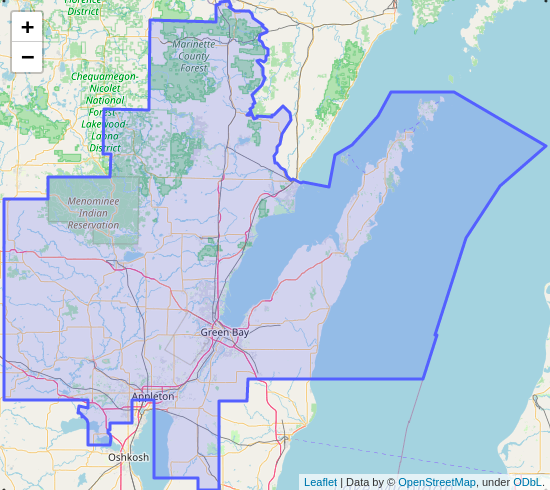 Florence
District
+
−
Marinette
County
Forest
Chequamegon-
Nicolet
National
Forest -
Lakewood-
Laona
District
Menominee
Indian
Reservation
Green Bay
Appleton
Oshkosh
Leaflet | Data by © OpenStreetMap, under ODbL.